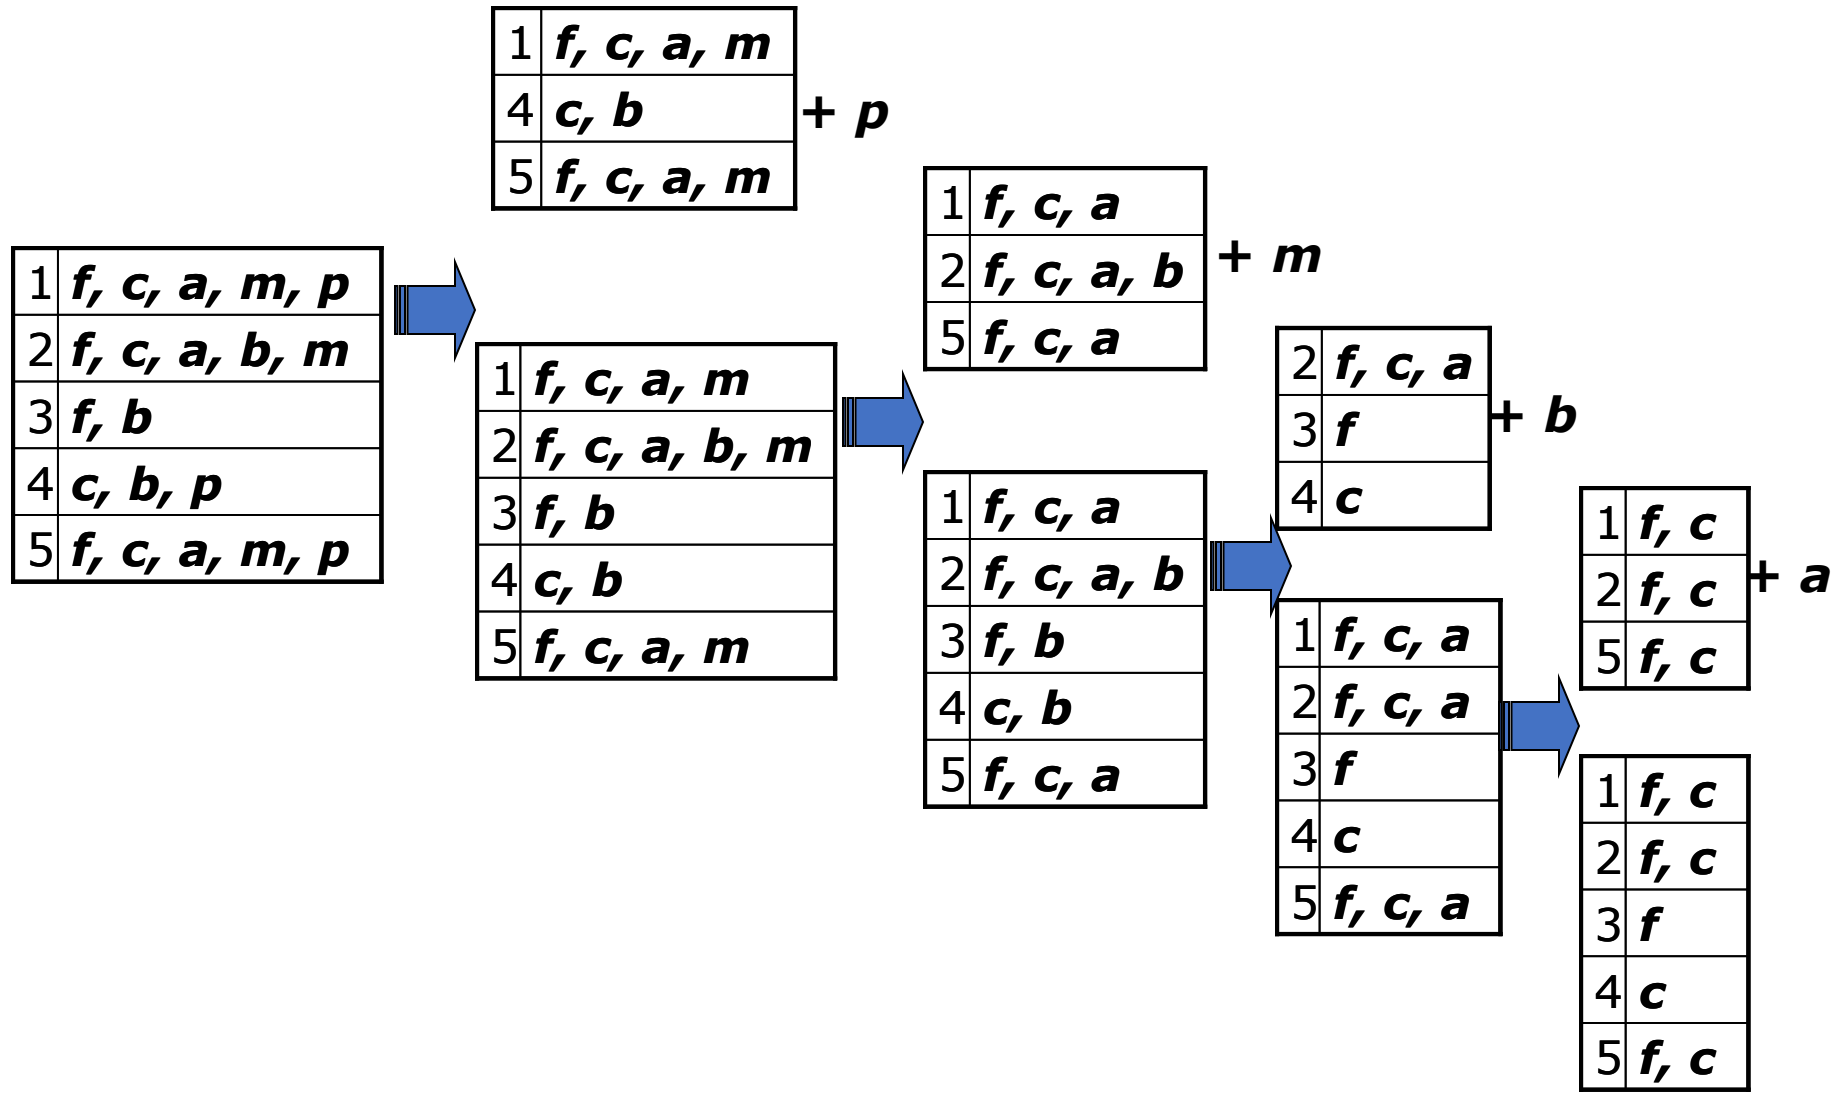 1 f, c, a, m
4 c, b
5 f, c, a, m
+ p
1 f, c, a, m, p
2 f, c, a, b, m
3 f, b
4 c, b, p
5 f, c, a, m, p
1 f, c, a, m
2 f, c, a, b, m
3 f, b
4 c, b
5 f, c, a, m
1 f, c, a
2 f, c, a, b
5 f, c, a
+ m
1 f, c, a
2 f, c, a, b
3 f, b
4 c, b
5 f, c, a
2 f, c, a
3 f
4 c
+ b
1 f, c, a
2 f, c, a
3 f
4 c
5 f, c, a
1 f, c
2 f, c
5 f, c
+ a
1 f, c
2 f, c
3 f
4 c
5 f, c